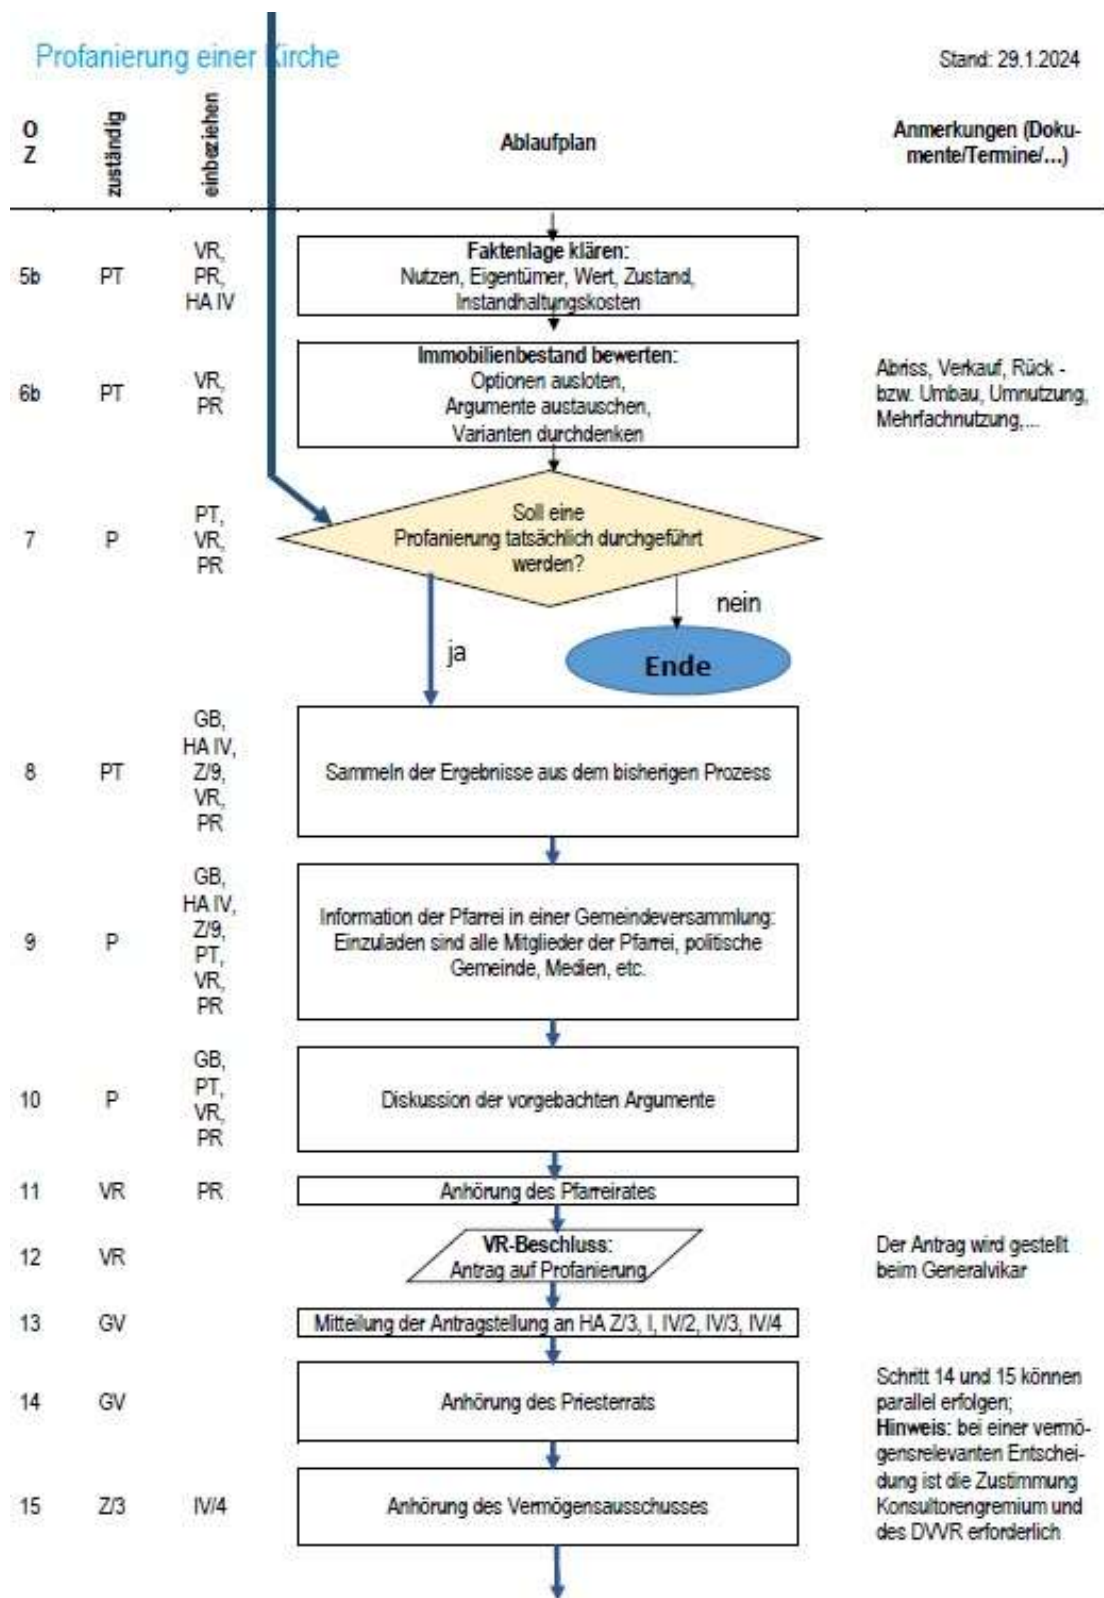 Profanierung einer Kirche
Stand: 29.1.2024
O
Z
zuständig
einbeziehen
Ablaufplan
Anmerkungen (Doku-
mente/Termine/...)
5b
PT
VR,
PR,
HA IV
Faktenlage klären:
Nutzen, Eigentümer, Wert, Zustand,
Instandhaltungskosten
6b
PT
VR,
PR
Immobilienbestand bewerten:
Optionen ausloten,
Argumente austauschen,
Varianten durchdenken
Abriss, Verkauf, Rück -
bzw. Umbau, Umnutzung,
Mehrfachnutzung,...
7
P
PT,
VR,
PR
Soll eine
Profanierung tatsächlich durchgeführt
werden?
nein
ja
Ende
8
PT
GB,
HA IV,
Z/9,
VR,
PR
Sammeln der Ergebnisse aus dem bisherigen Prozess
9
P
GB,
HA IV,
Z/9,
PT,
VR,
PR
Information der Pfarrei in einer Gemeindeversammlung:
Einzuladen sind alle Mitglieder der Pfarrei, politische
Gemeinde, Medien, etc.
10
P
GB,
PT,
VR,
PR
Diskussion der vorgebachten Argumente
11
VR
PR
Anhörung des Pfarreirates
12
VR
VR-Beschluss:
Antrag auf Profanierung
Der Antrag wird gestellt
beim Generalvikar
13
GV
Mitteilung der Antragstellung an HA Z/3, I, IV/2, IV/3, IV/4
14
GV
Anhörung des Priesterrats
Schritt 14 und 15 können
parallel erfolgen;
Hinweis: bei einer vermö-
gensrelevanten Entschei-
dung ist die Zustimmung
Konsultorengremium und
des DVVR erforderlich
15
Z/3
IV/4
Anhörung des Vermögensausschusses